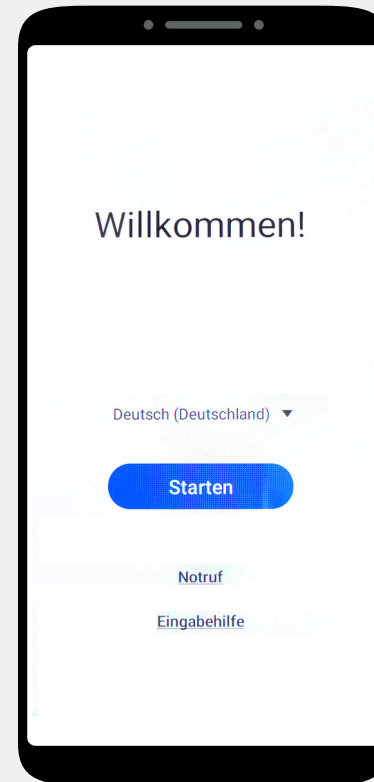 Willkommen!
Deutsch (Deutschland)
Starten
Notruf
Eingabehilfe